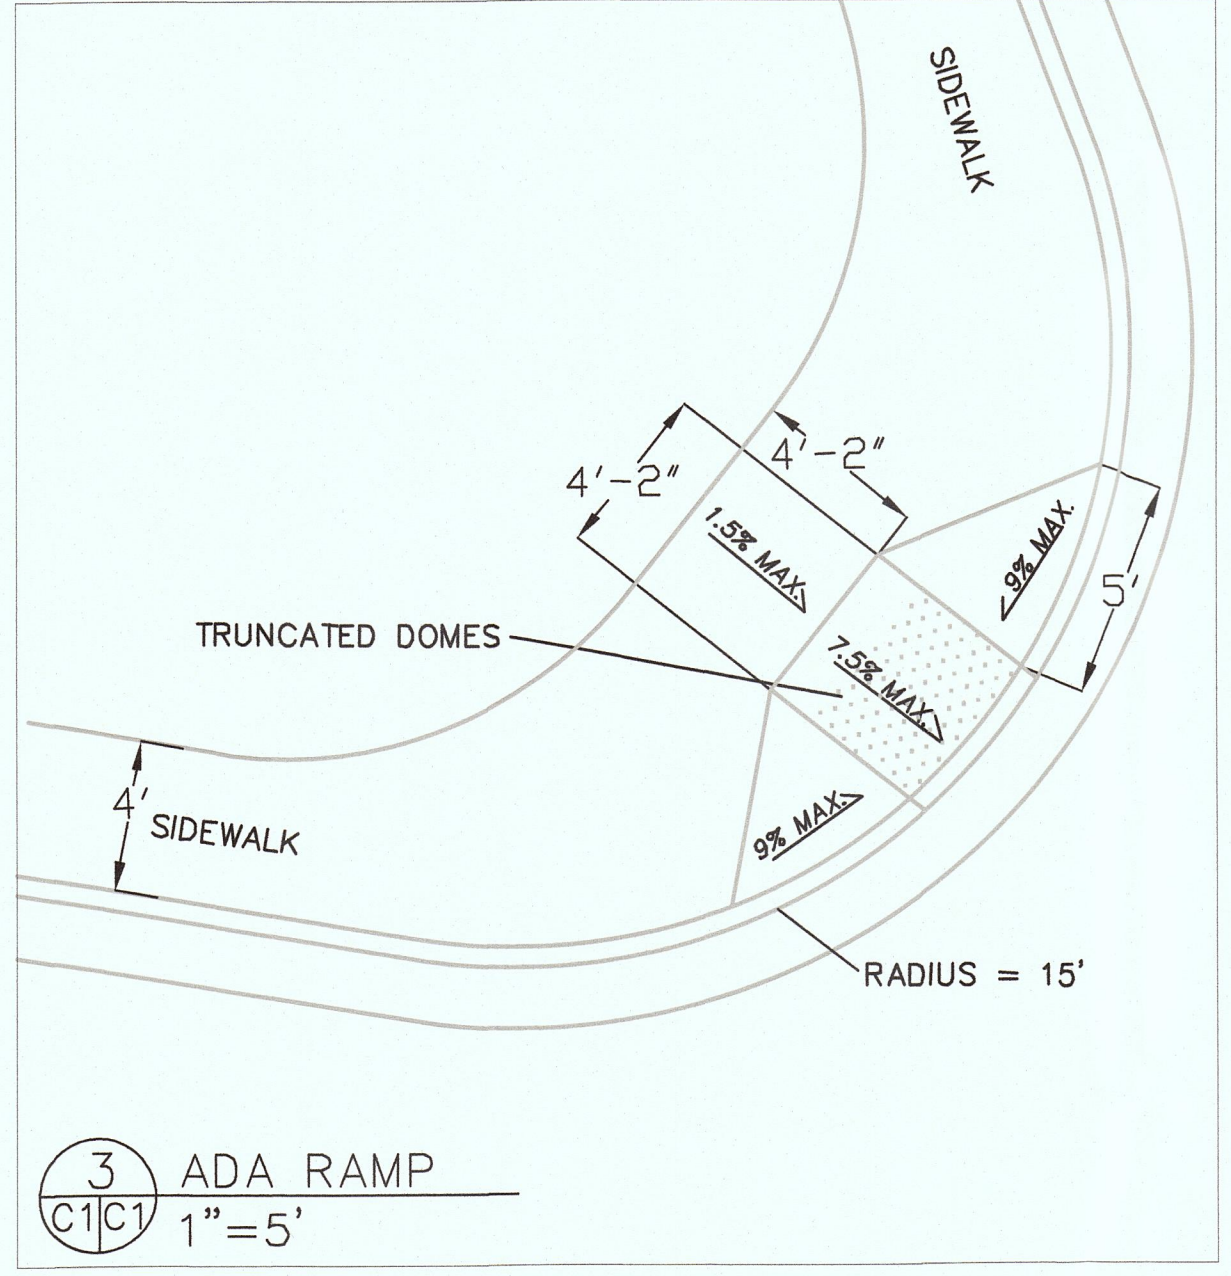 SIDEWALK
4'-2"
4'-2"
1.5% MAX.
9% MAX.
5'
TRUNCATED DOMES
7.5% MAX.
4'
SIDEWALK
9% MAX.
RADIUS = 15'
3
ADA RAMP
C1 C1
1"=5'